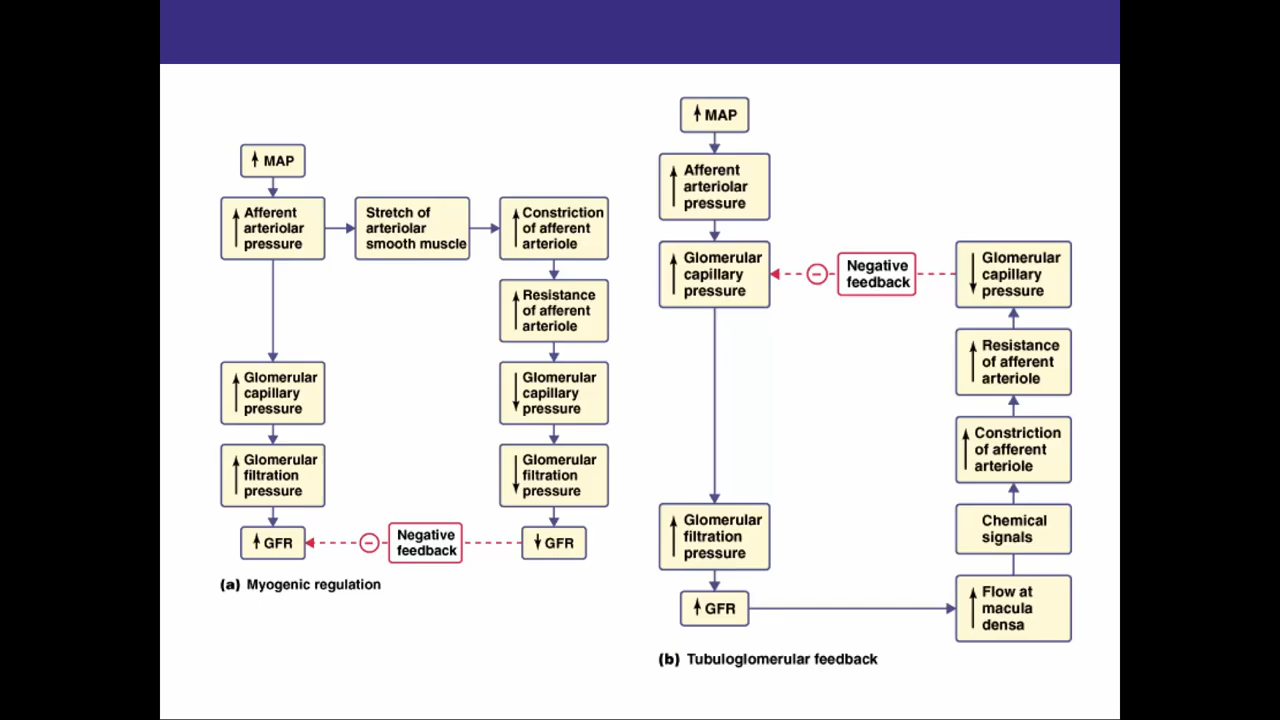 ↑ MAP
↑ Afferent
arteriolar
pressure
Stretch of
arteriolar
smooth muscle
↑ Constriction
of afferent
arteriole
↑ Resistance
of afferent
arteriole
↑ Glomerular
capillary
pressure
↓ Glomerular
capillary
pressure
↑ Glomerular
filtration
pressure
↓ Glomerular
filtration
pressure
↑ GFR
−
Negative
feedback
↓ GFR
(a) Myogenic regulation
↑ MAP
↑ Afferent
arteriolar
pressure
↑ Glomerular
capillary
pressure
−
Negative
feedback
↓ Glomerular
capillary
pressure
↑ Resistance
of afferent
arteriole
↑ Constriction
of afferent
arteriole
Chemical
signals
↑ Glomerular
filtration
pressure
↑ GFR
↑ Flow at
macula
densa
(b) Tubuloglomerular feedback